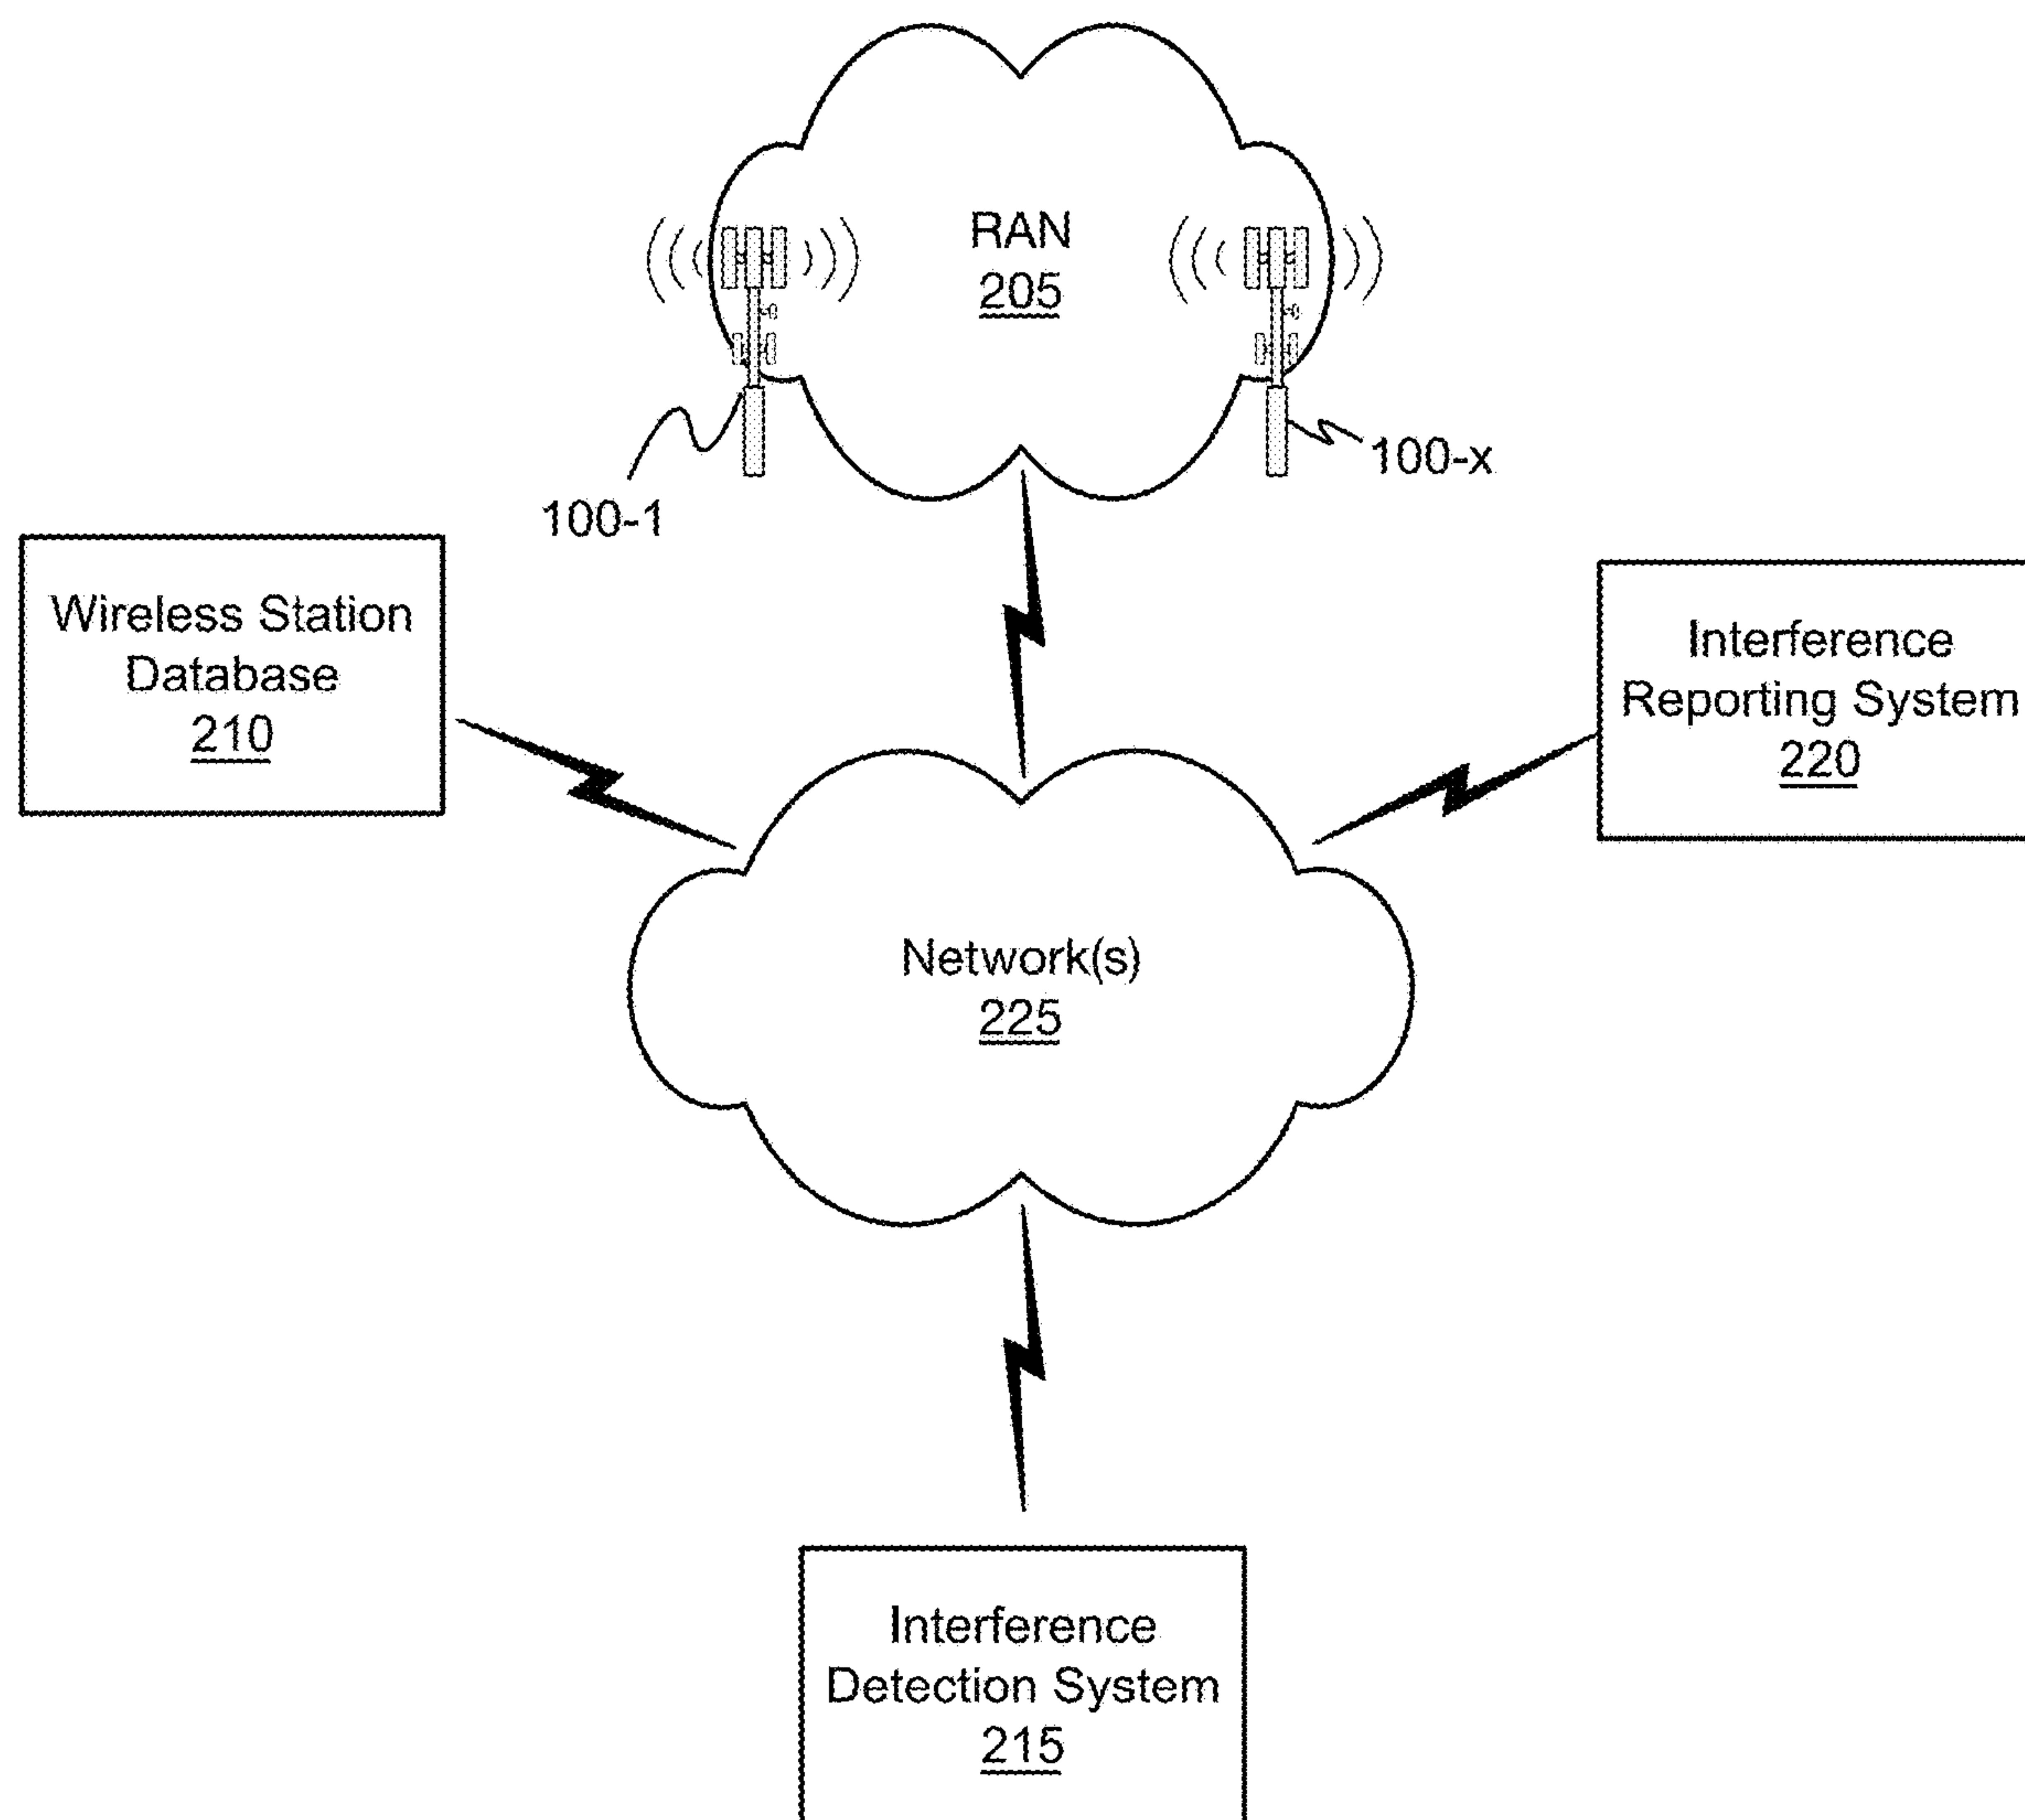 RAN
205
100-1
100-x
Wireless Station
Database
210
Interference
Reporting System
220
Network(s)
225
Interference
Detection System
215